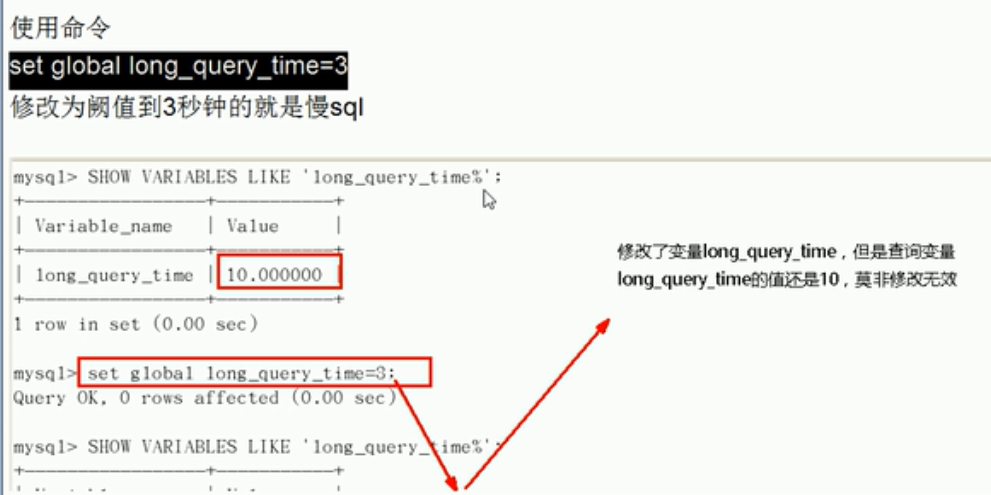 使用命令
set global long_query_time=3
修改为阙值到3秒钟的就是慢sql
mysql> SHOW VARIABLES LIKE 'long_query_time%';
+------------------+-----------+
| Variable_name | Value |
+------------------+-----------+
| long_query_time | 10.000000 |
+------------------+-----------+
1 row in set (0.00 sec)
mysql> set global long_query_time=3;
Query OK, 0 rows affected (0.00 sec)
mysql> SHOW VARIABLES LIKE 'long_query_time%';
+------------------+-----------+
修改了变量long_query_time，但是查询变量
long_query_time的值还是10，莫非修改无效